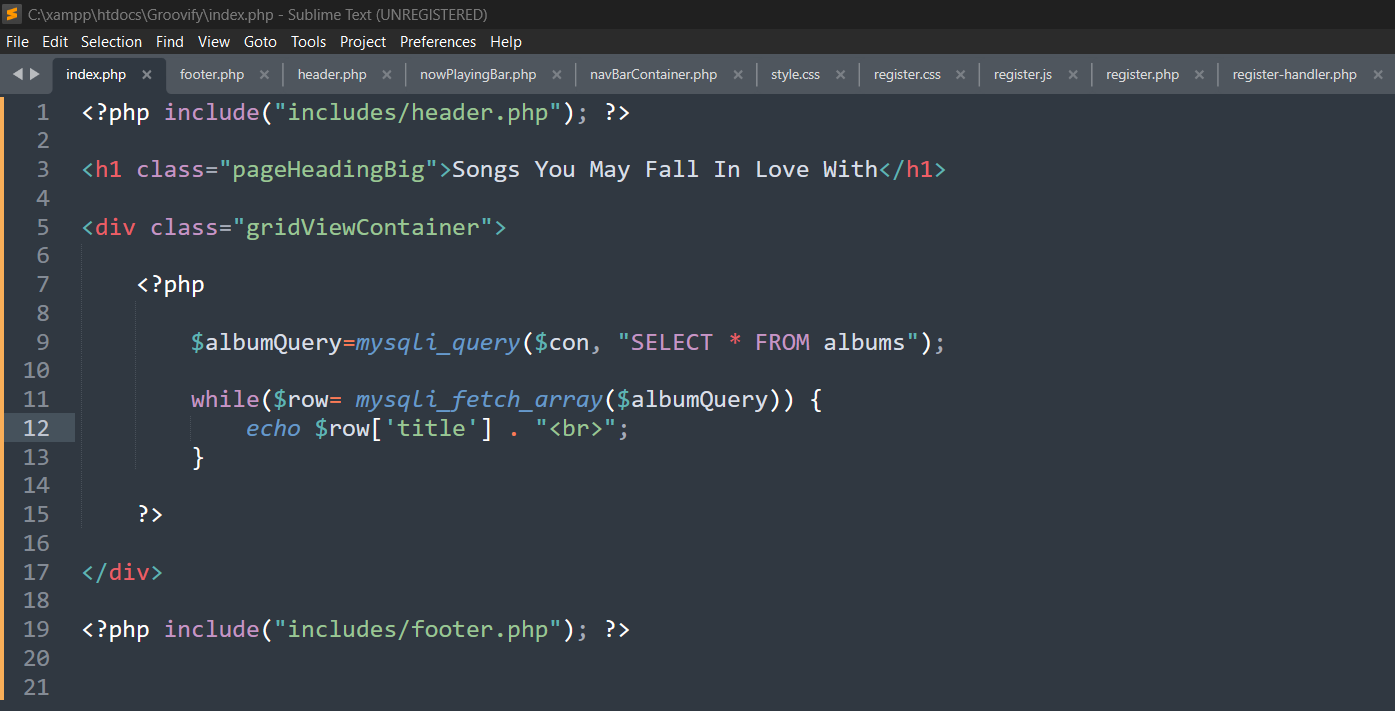 C:\xampp\htdocs\Groovify\index.php - Sublime Text (UNREGISTERED)
File Edit Selection Find View Goto Tools Project Preferences Help
index.php × footer.php × header.php × nowPlayingBar.php × navBarContainer.php × style.css × register.css × register.js × register.php × register-handler.php ×
1 <?php include("includes/header.php"); ?>
2
3 <h1 class="pageHeadingBig">Songs You May Fall In Love With</h1>
4
5 <div class="gridViewContainer">
6
7     <?php
8
9         $albumQuery=mysqli_query($con, "SELECT * FROM albums");
10
11         while($row= mysqli_fetch_array($albumQuery)) {
12             echo $row['title'] . "<br>";
13         }
14
15     ?>
16
17 </div>
18
19 <?php include("includes/footer.php"); ?>
20
21